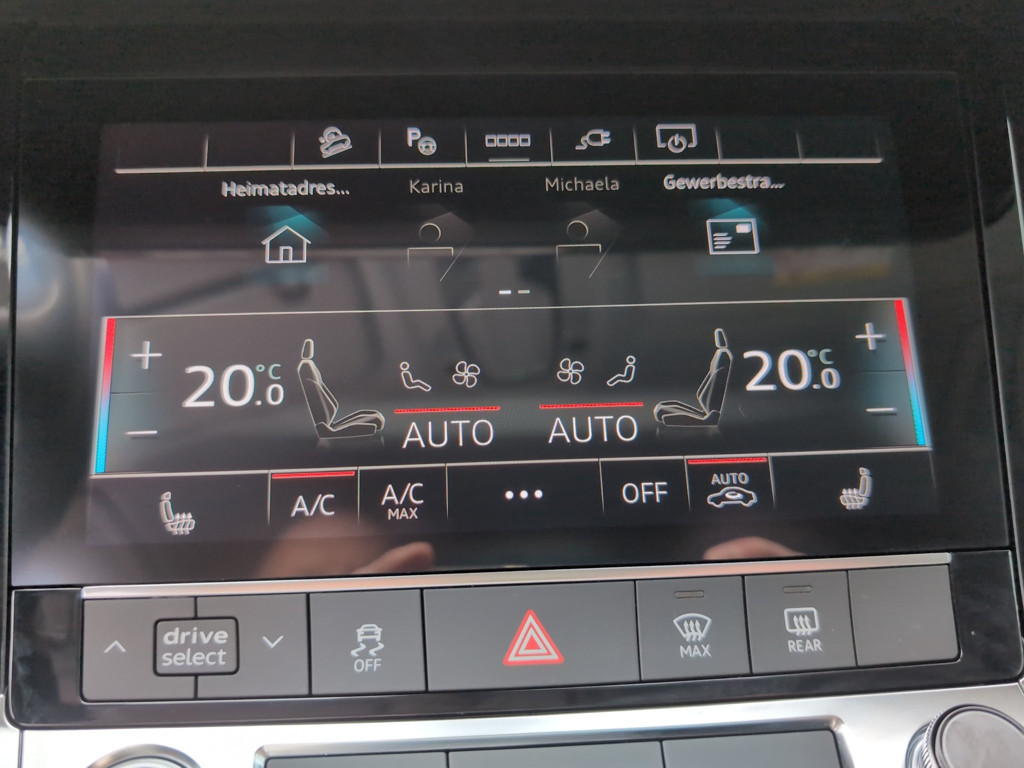 P
Heimatadres... Karina Michaela Gewerbestra...
+ +
20.0 °C 20.0 °C
— —
AUTO AUTO
A/C A/C MAX ... OFF AUTO
drive select OFF MAX REAR